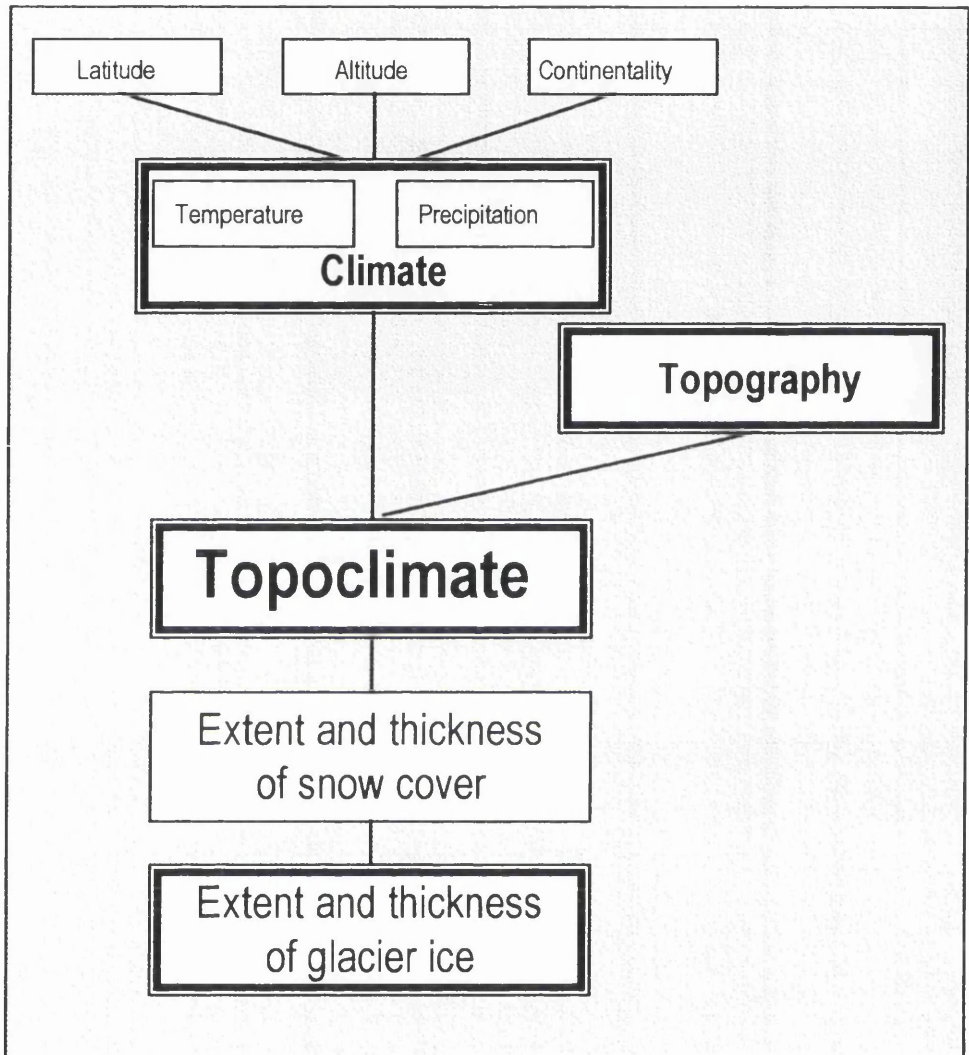 Latitude
Altitude
Continentality
Temperature
Precipitation
Climate
Topography
Topoclimate
Extent and thickness
of snow cover
Extent and thickness
of glacier ice